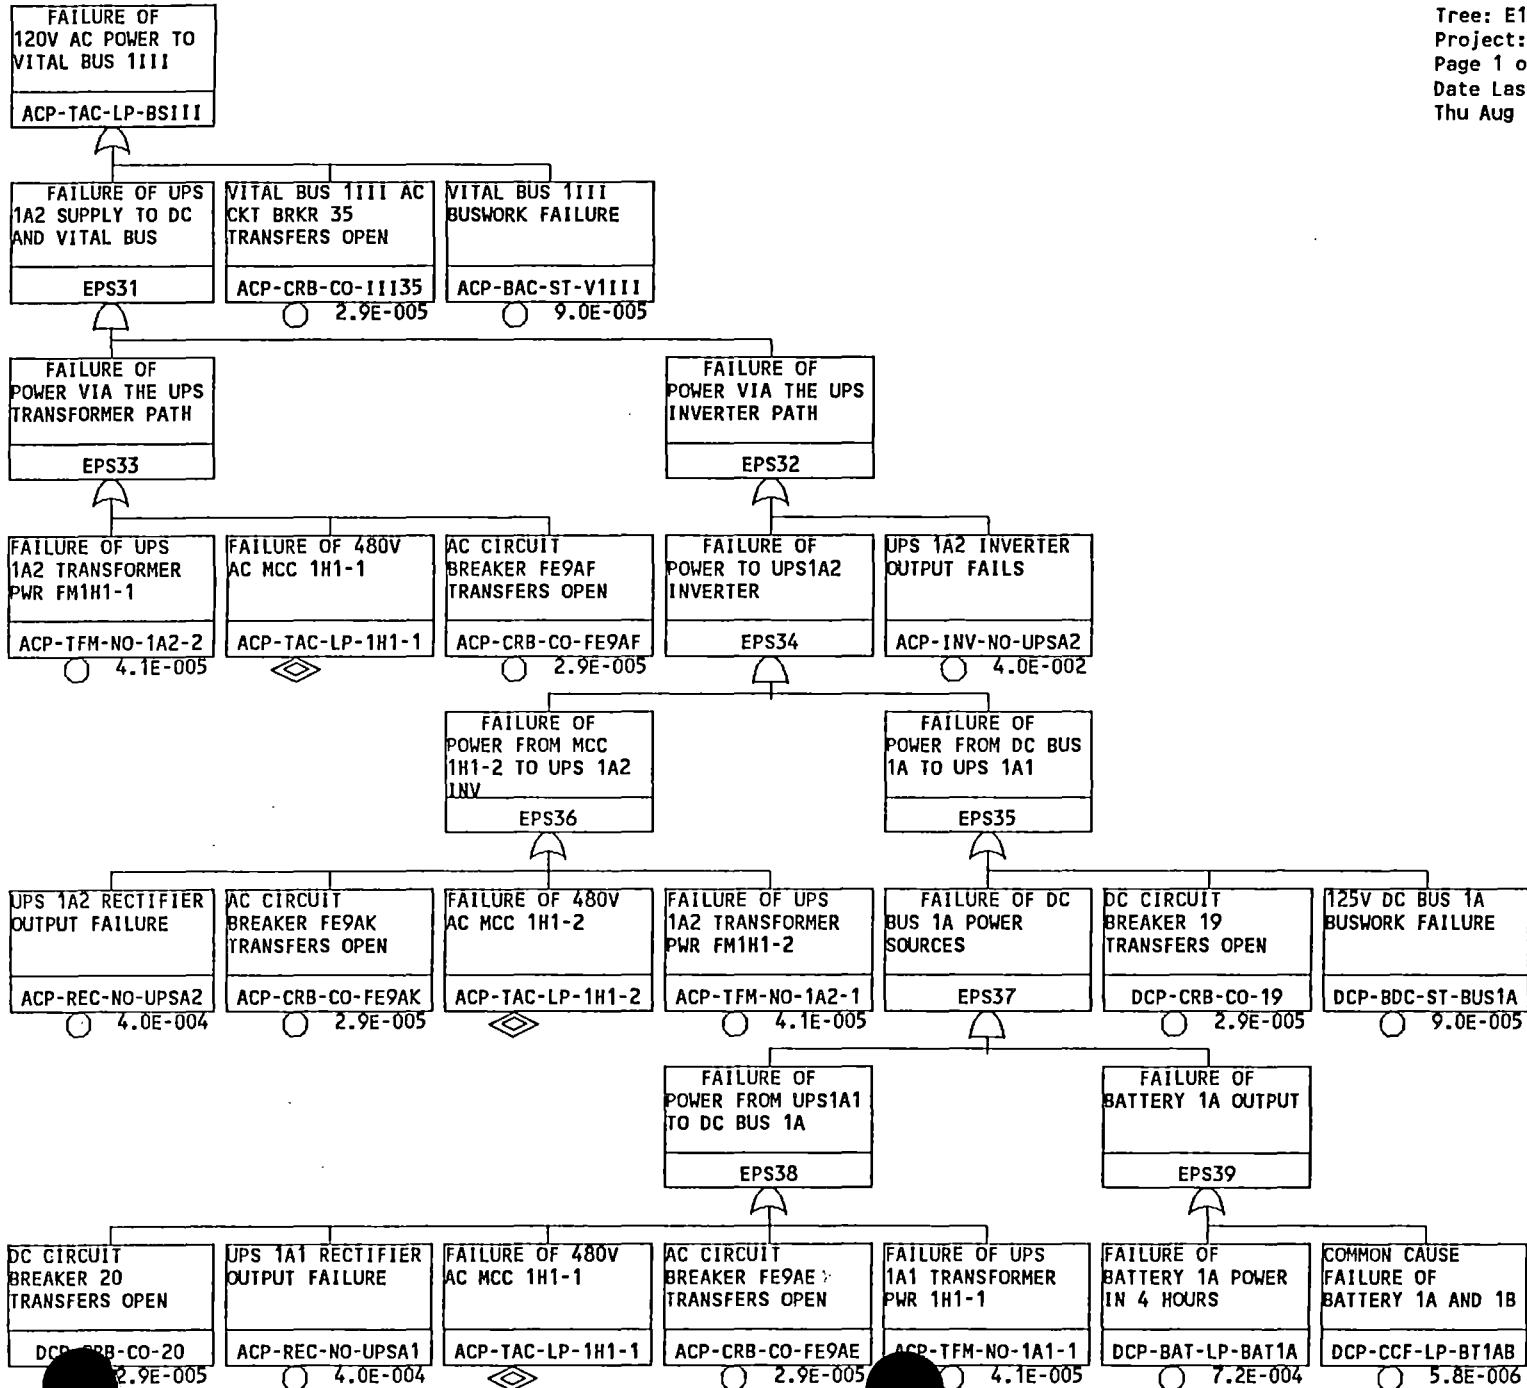 Tree: E1
Project:
Page 1 o
Date Las
Thu Aug
FAILURE OF
120V AC POWER TO
VITAL BUS 1III
ACP-TAC-LP-BSIII
FAILURE OF UPS
1A2 SUPPLY TO DC
AND VITAL BUS
EPS31
VITAL BUS 1III AC
CKT BRKR 35
TRANSFERS OPEN
ACP-CRB-CO-III35
2.9E-005
VITAL BUS 1III
BUSWORK FAILURE
ACP-BAC-ST-V1III
9.0E-005
FAILURE OF
POWER VIA THE UPS
TRANSFORMER PATH
EPS33
FAILURE OF
POWER VIA THE UPS
INVERTER PATH
EPS32
FAILURE OF UPS
1A2 TRANSFORMER
PWR FM1H1-1
ACP-TFM-NO-1A2-2
4.1E-005
FAILURE OF 480V
AC MCC 1H1-1
ACP-TAC-LP-1H1-1
AC CIRCUIT
BREAKER FE9AF
TRANSFERS OPEN
ACP-CRB-CO-FE9AF
2.9E-005
FAILURE OF
POWER TO UPS1A2
INVERTER
EPS34
UPS 1A2 INVERTER
OUTPUT FAILS
ACP-INV-NO-UPSA2
4.0E-002
FAILURE OF
POWER FROM MCC
1H1-2 TO UPS 1A2
INV
EPS36
FAILURE OF
POWER FROM DC BUS
1A TO UPS 1A1
EPS35
UPS 1A2 RECTIFIER
OUTPUT FAILURE
ACP-REC-NO-UPSA2
4.0E-004
AC CIRCUIT
BREAKER FE9AK
TRANSFERS OPEN
ACP-CRB-CO-FE9AK
2.9E-005
FAILURE OF 480V
AC MCC 1H1-2
ACP-TAC-LP-1H1-2
FAILURE OF UPS
1A2 TRANSFORMER
PWR FM1H1-2
ACP-TFM-NO-1A2-1
4.1E-005
FAILURE OF DC
BUS 1A POWER
SOURCES
EPS37
DC CIRCUIT
BREAKER 19
TRANSFERS OPEN
DCP-CRB-CO-19
2.9E-005
125V DC BUS 1A
BUSWORK FAILURE
DCP-BDC-ST-BUS1A
9.0E-005
FAILURE OF
POWER FROM UPS1A1
TO DC BUS 1A
EPS38
FAILURE OF
BATTERY 1A OUTPUT
EPS39
DC CIRCUIT
BREAKER 20
TRANSFERS OPEN
DCP-CRB-CO-20
2.9E-005
UPS 1A1 RECTIFIER
OUTPUT FAILURE
ACP-REC-NO-UPSA1
4.0E-004
FAILURE OF 480V
AC MCC 1H1-1
ACP-TAC-LP-1H1-1
AC CIRCUIT
BREAKER FE9AE
TRANSFERS OPEN
ACP-CRB-CO-FE9AE
2.9E-005
FAILURE OF UPS
1A1 TRANSFORMER
PWR 1H1-1
ACP-TFM-NO-1A1-1
4.1E-005
FAILURE OF
BATTERY 1A POWER
IN 4 HOURS
DCP-BAT-LP-BAT1A
7.2E-004
COMMON CAUSE
FAILURE OF
BATTERY 1A AND 1B
DCP-CCF-LP-BT1AB
5.8E-006